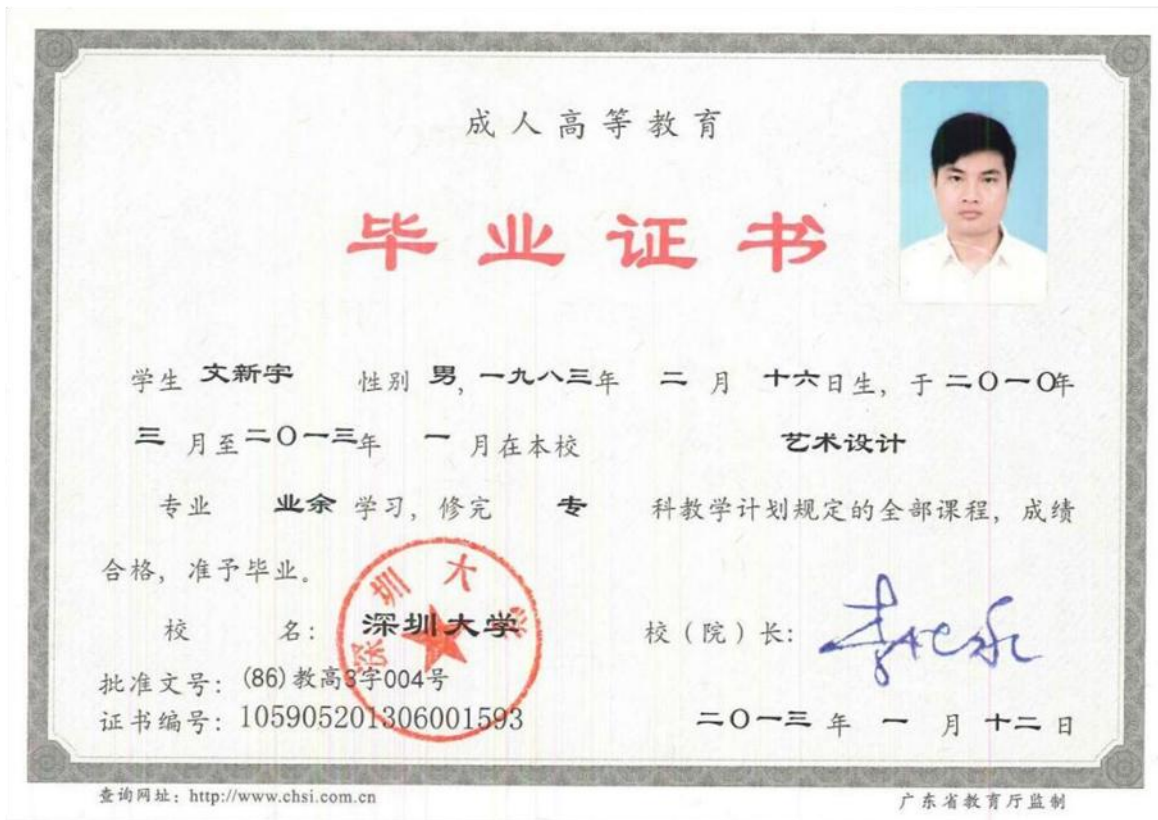 成人高等教育
毕业证书
学生 文新宇 性别 男, 一九八三年 二 月 十六日生, 于二〇一〇年
三 月至二〇一三年 一 月在本校 艺术设计
专业 业余 学习, 修完 专 科教学计划规定的全部课程, 成绩
合格, 准予毕业。
深圳大学
校 名: 深圳大学 校(院)长:
批准文号: (86)教高3字004号
证书编号: 105905201306001593 二〇一三 年 一 月 十二 日
查询网址: http://www.chsi.com.cn 广东省教育厅监制